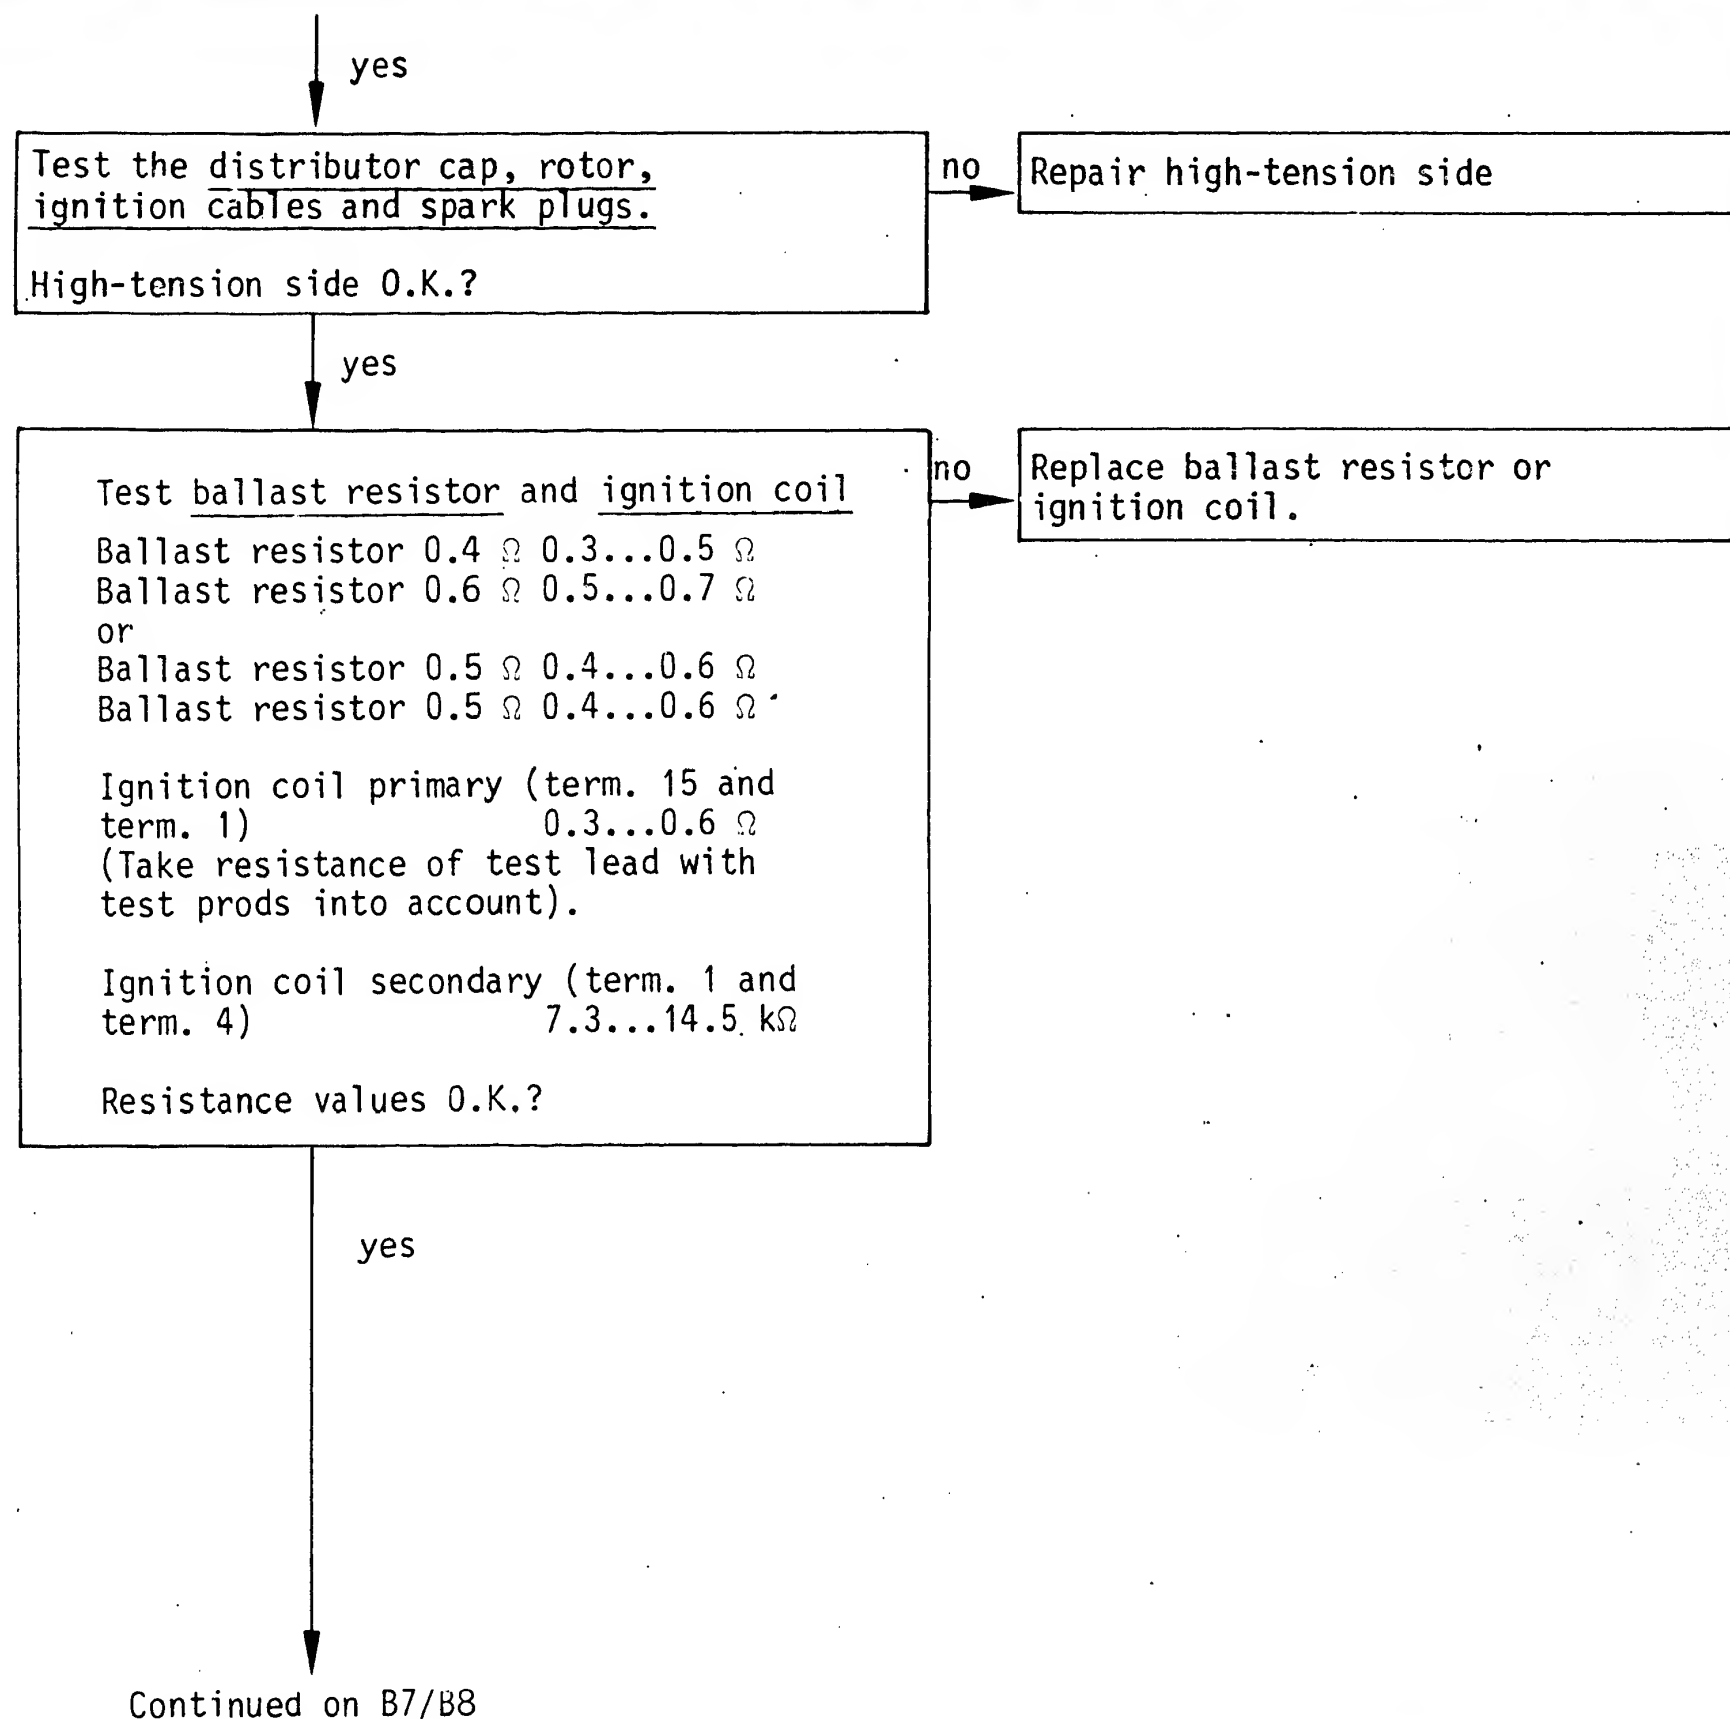 yes
Test the distributor cap, rotor,
ignition cables and spark plugs.
High-tension side O.K.?
no
Repair high-tension side
yes
Test ballast resistor and ignition coil
Ballast resistor 0.4 Ω 0.3...0.5 Ω
Ballast resistor 0.6 Ω 0.5...0.7 Ω
or
Ballast resistor 0.5 Ω 0.4...0.6 Ω
Ballast resistor 0.5 Ω 0.4...0.6 Ω
Ignition coil primary (term. 15 and
term. 1) 0.3...0.6 Ω
(Take resistance of test lead with
test prods into account).
Ignition coil secondary (term. 1 and
term. 4) 7.3...14.5 kΩ
Resistance values O.K.?
no
Replace ballast resistor or
ignition coil.
yes
Continued on B7/B8